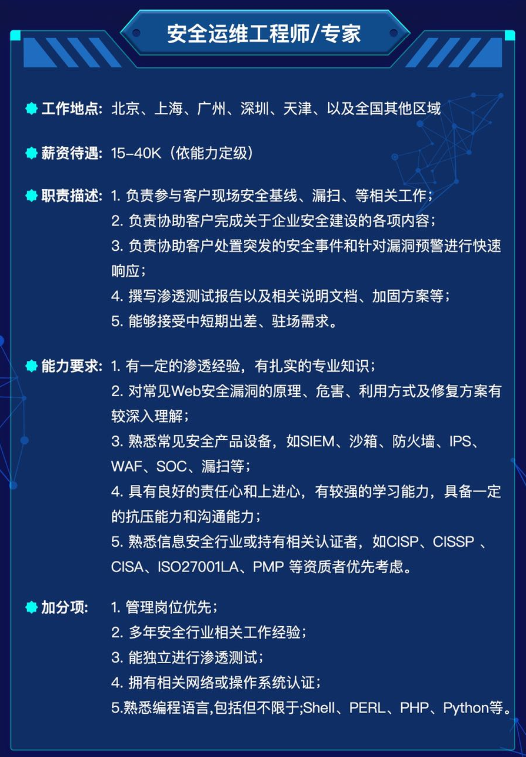 安全运维工程师/专家
工作地点: 北京、上海、广州、深圳、天津、以及全国其他区域
薪资待遇: 15-40K（依能力定级）
职责描述: 1. 负责参与客户现场安全基线、漏扫、等相关工作；
2. 负责协助客户完成关于企业安全建设的各项内容；
3. 负责协助客户处置突发的安全事件和针对漏洞预警进行快速
响应；
4. 撰写渗透测试报告以及相关说明文档、加固方案等；
5. 能够接受中短期出差、驻场需求。
能力要求: 1. 有一定的渗透经验，有扎实的专业知识；
2. 对常见Web安全漏洞的原理、危害、利用方式及修复方案有
较深入理解；
3. 熟悉常见安全产品设备，如SIEM、沙箱、防火墙、IPS、
WAF、SOC、漏扫等；
4. 具有良好的责任心和上进心，有较强的学习能力，具备一定
的抗压能力和沟通能力；
5. 熟悉信息安全行业或持有相关认证者，如CISP、CISSP 、
CISA、ISO27001LA、PMP 等资质者优先考虑。
加分项: 1. 管理岗位优先；
2. 多年安全行业相关工作经验；
3. 能独立进行渗透测试；
4. 拥有相关网络或操作系统认证；
5.熟悉编程语言,包括但不限于;Shell、PERL、PHP、Python等。